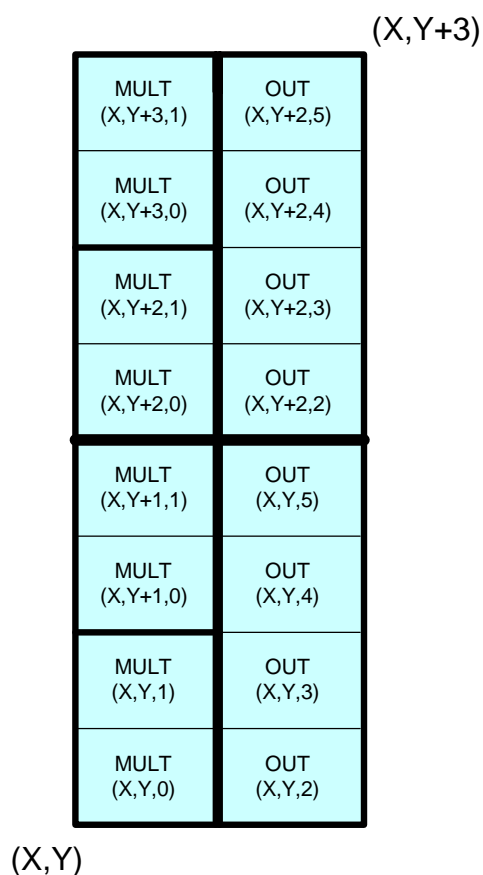 (X,Y+3)
MULT
(X,Y+3,1)
OUT
(X,Y+2,5)
MULT
(X,Y+3,0)
OUT
(X,Y+2,4)
MULT
(X,Y+2,1)
OUT
(X,Y+2,3)
MULT
(X,Y+2,0)
OUT
(X,Y+2,2)
MULT
(X,Y+1,1)
OUT
(X,Y,5)
MULT
(X,Y+1,0)
OUT
(X,Y,4)
MULT
(X,Y,1)
OUT
(X,Y,3)
MULT
(X,Y,0)
OUT
(X,Y,2)
(X,Y)